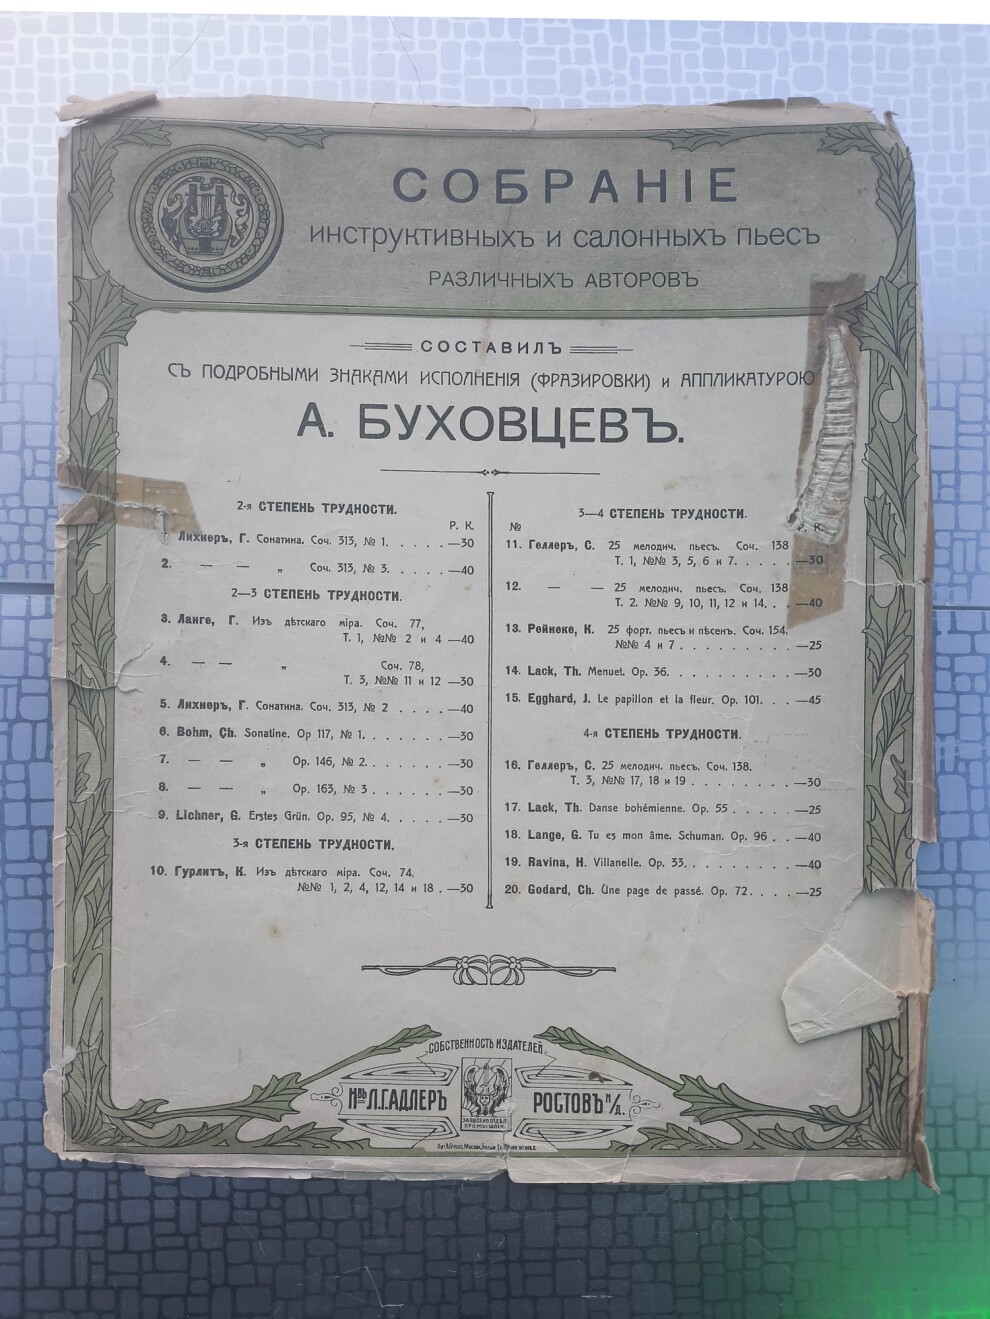 СОБРАНІЕ
ИНСТРУКТИВНЫХЪ И САЛОННЫХЪ ПЬЕСЪ
РАЗЛИЧНЫХЪ АВТОРОВЪ
СОСТАВИЛЪ
СЪ ПОДРОБНЫМИ ЗНАКАМИ ИСПОЛНЕНІЯ (ФРАЗИРОВКИ) И АППЛИКАТУРОЮ
А. БУХОВЦЕВЪ.
2-я СТЕПЕНЬ ТРУДНОСТИ.
Р. К.
1. Лихнеръ, Г. Сонатина. Соч. 313, № 1. . . . . —30
2. — — „ Соч. 313, № 3. . . . . —40
2—3 СТЕПЕНЬ ТРУДНОСТИ.
3. Ланге, Г. Изъ дѣтскаго міра. Соч. 77,
Т. 1, №№ 2 и 4 —40
4. — — „ Соч. 78,
Т. 3, №№ 11 и 12 —30
5. Лихнеръ, Г. Сонатина. Соч. 313, № 2 . . . . —40
6. Bohm, Ch. Sonatine. Op 117, № 1. . . . . . . —30
7. — — „ Op. 146, № 2. . . . . . . —30
8. — — „ Op. 163, № 3 . . . . . . —30
9. Lichner, G. Erstes Grün. Op. 95, № 4. . . . . —30
3-я СТЕПЕНЬ ТРУДНОСТИ.
10. Гурлитъ, К. Изъ дѣтскаго міра. Соч. 74.
№№ 1, 2, 4, 12, 14 и 18 . —30
3—4 СТЕПЕНЬ ТРУДНОСТИ.
№ Р. К.
11. Геллеръ, С. 25 мелодич. пьесъ. Соч. 138
Т. 1, №№ 3, 5, 6 и 7. . . . . —30
12. — — 25 мелодич. пьесъ. Соч. 138
Т. 2. №№ 9, 10, 11, 12 и 14. . . —40
13. Рейнеке, К. 25 форт. пьесъ и пѣсенъ. Соч. 154.
№№ 4 и 7 . . . . . . . . . —25
14. Lack, Th. Menuet. Op. 36. . . . . . . . . . —30
15. Egghard, J. Le papillon et la fleur. Op. 101. . . —45
4-я СТЕПЕНЬ ТРУДНОСТИ.
16. Геллеръ, С. 25 мелодич. пьесъ. Соч. 138.
Т. 3, №№ 17, 18 и 19 . . . . . . . . —30
17. Lack, Th. Danse bohémienne. Op. 55 . . . . . —25
18. Lange, G. Tu es mon âme. Schuman. Op. 96 . . —40
19. Ravina, H. Villanelle. Op. 33. . . . . . . . . —40
20. Godard, Ch. Une page de passé. Op. 72. . . . —25
СОБСТВЕННОСТЬ ИЗДАТЕЛЕЙ
Н-въ Л.Г. АДЛЕРЪ
РОСТОВЪ н/Д.